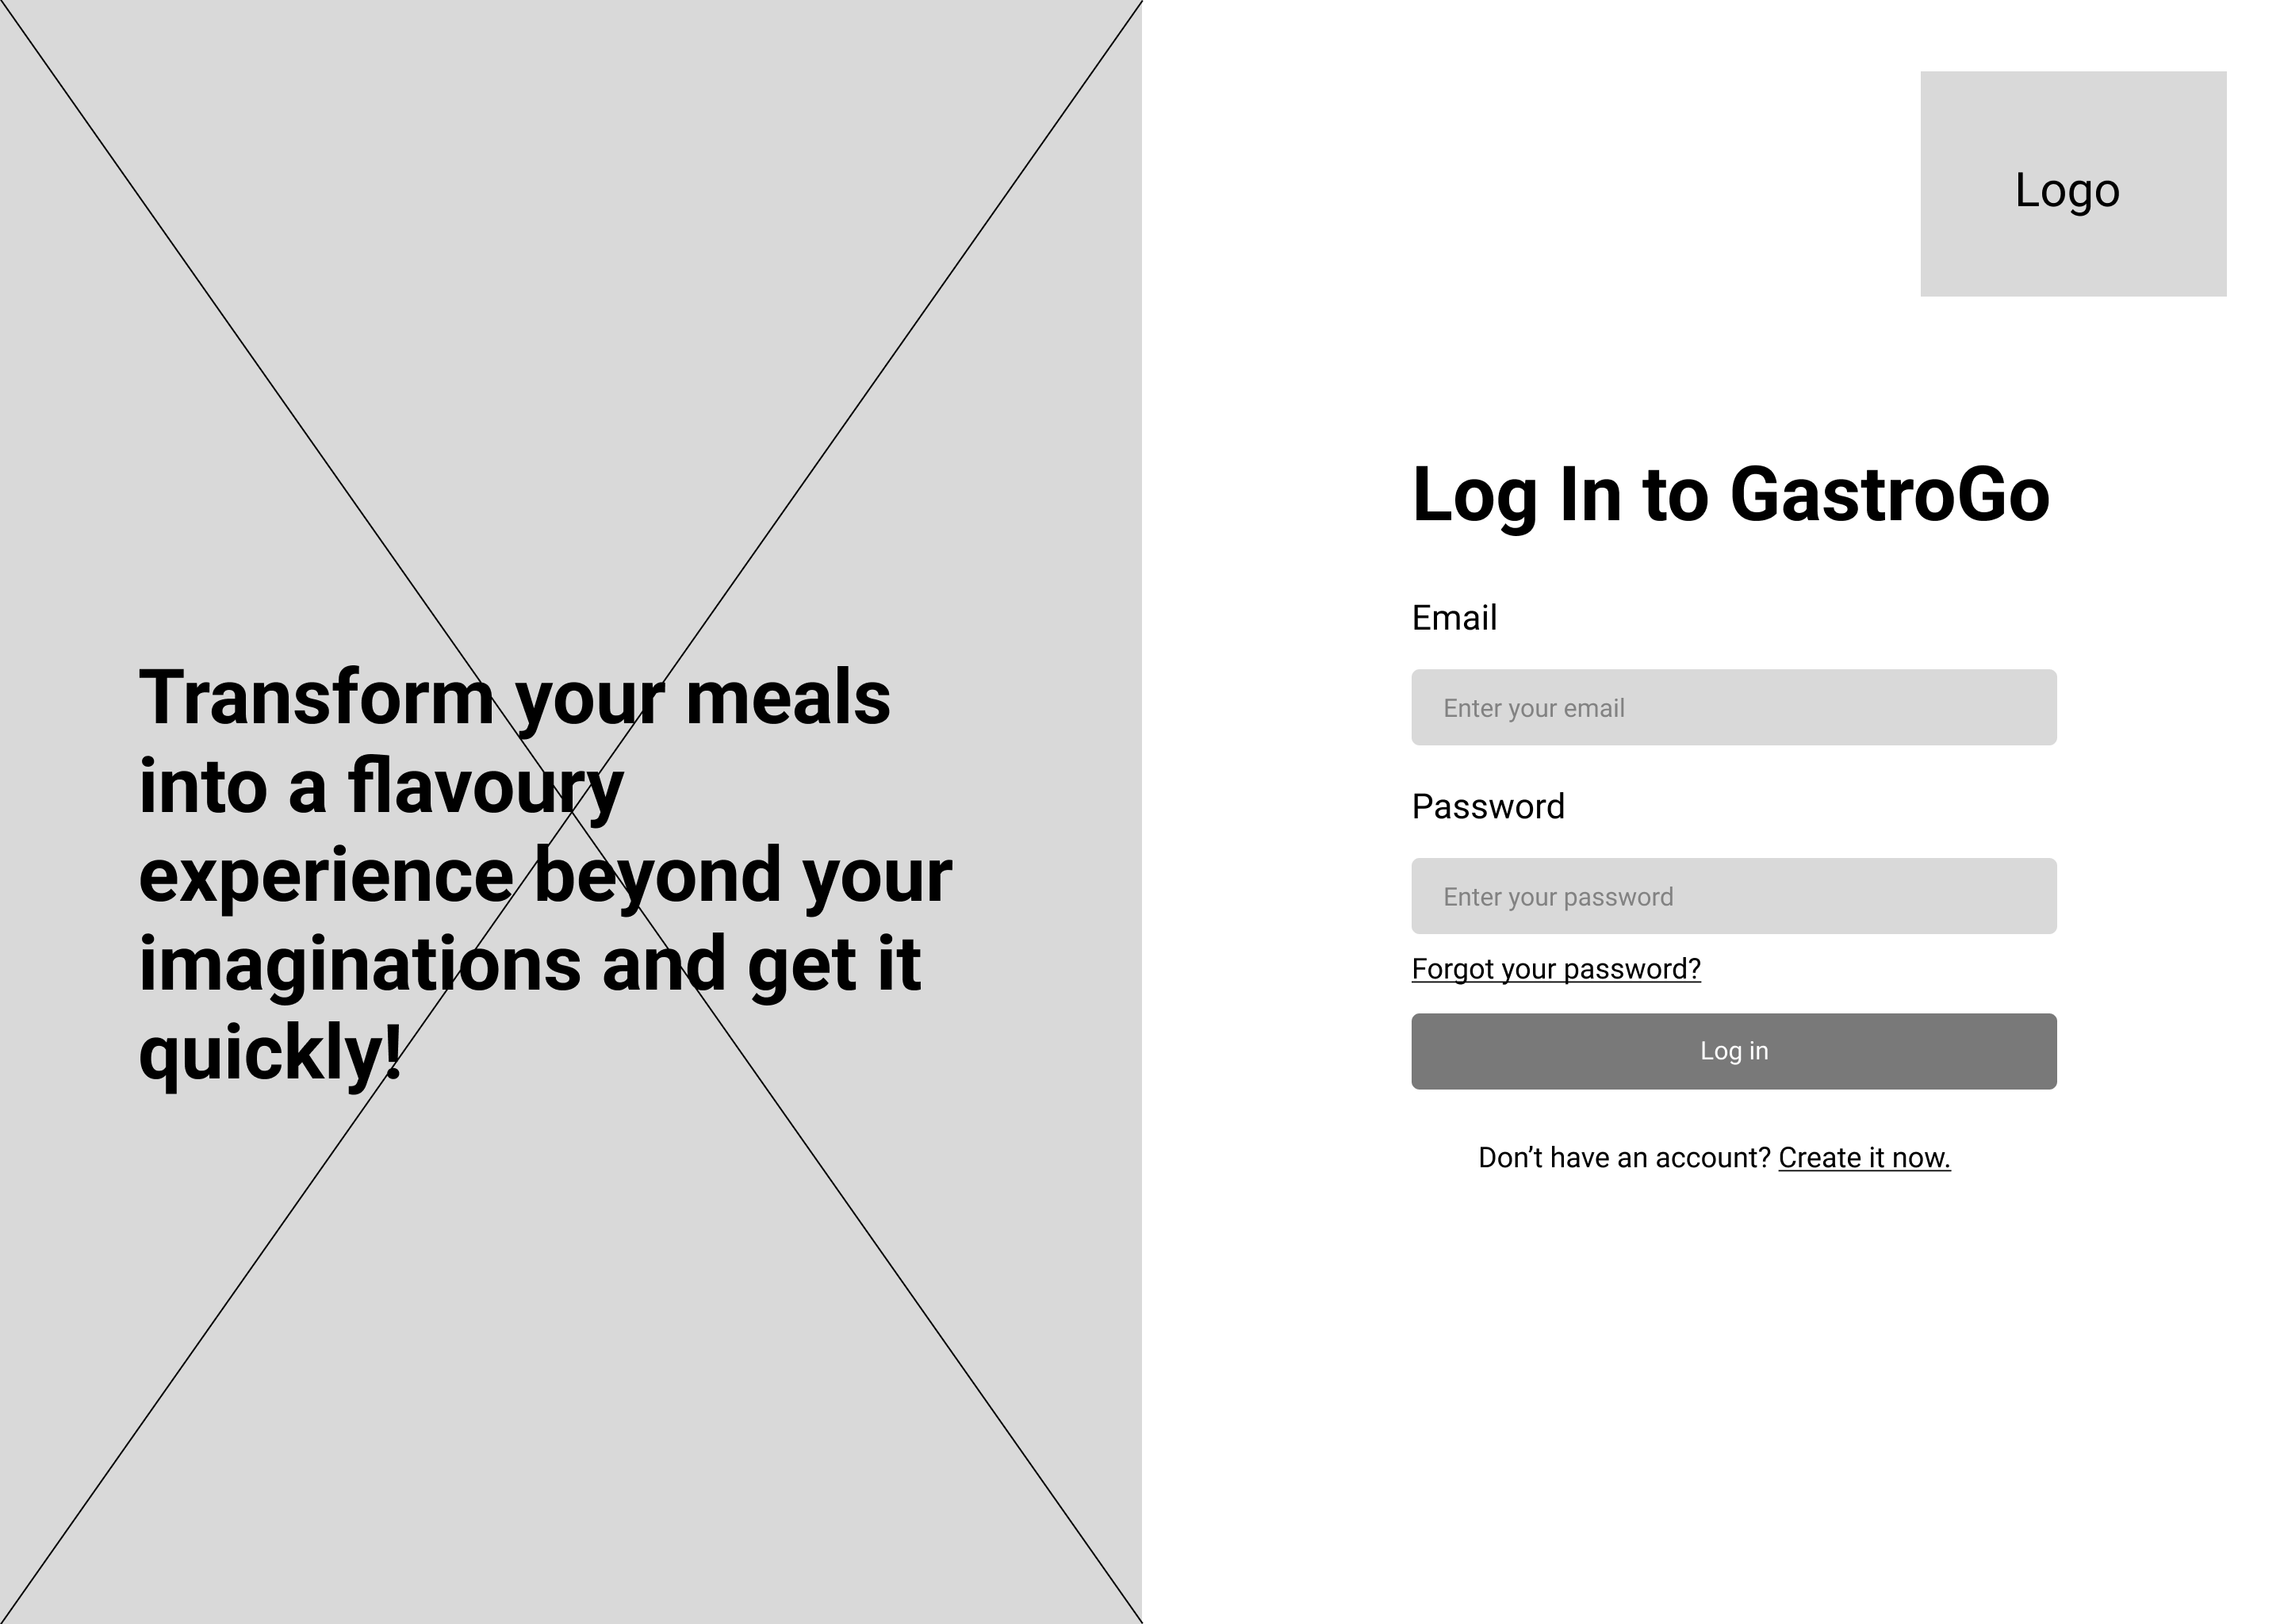 Transform your meals
into a flavoury
experience beyond your
imaginations and get it
quickly!
Logo
Log In to GastroGo
Email
Enter your email
Password
Enter your password
Forgot your password?
Log in
Don’t have an account? Create it now.